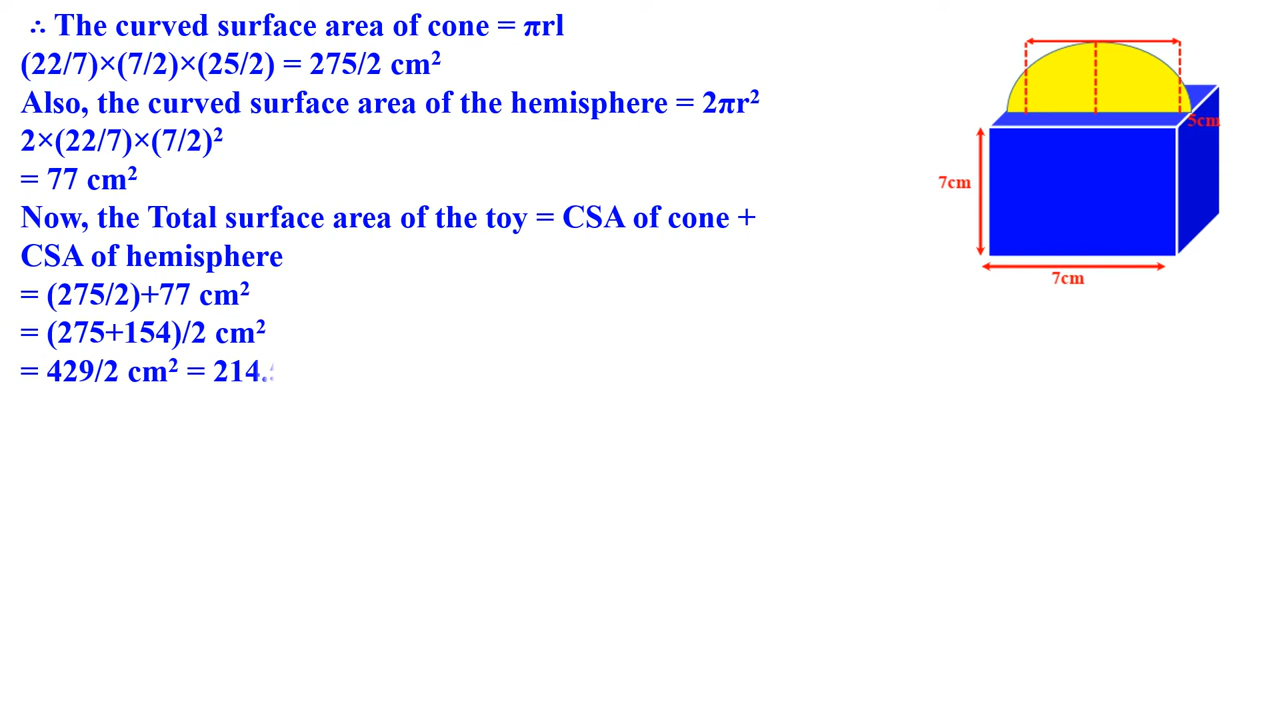 ∴ The curved surface area of cone = πrl
(22/7)×(7/2)×(25/2) = 275/2 cm²
Also, the curved surface area of the hemisphere = 2πr²
2×(22/7)×(7/2)²
= 77 cm²
Now, the Total surface area of the toy = CSA of cone +
CSA of hemisphere
= (275/2)+77 cm²
= (275+154)/2 cm²
= 429/2 cm² = 214.
5cm
7cm
7cm